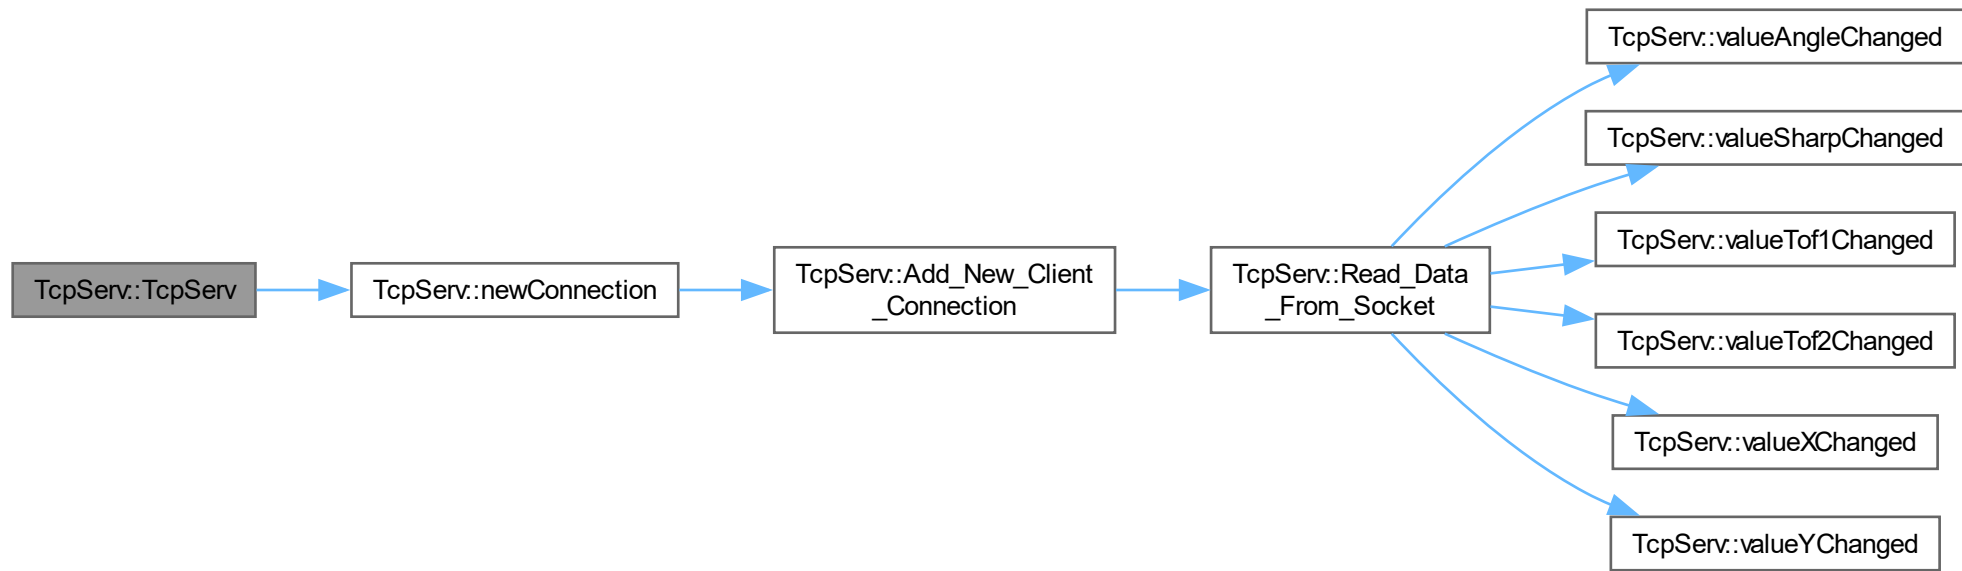 TcpServ::TcpServ
TcpServ::newConnection
TcpServ::Add_New_Client
_Connection
TcpServ::Read_Data
_From_Socket
TcpServ::valueAngleChanged
TcpServ::valueSharpChanged
TcpServ::valueTof1Changed
TcpServ::valueTof2Changed
TcpServ::valueXChanged
TcpServ::valueYChanged